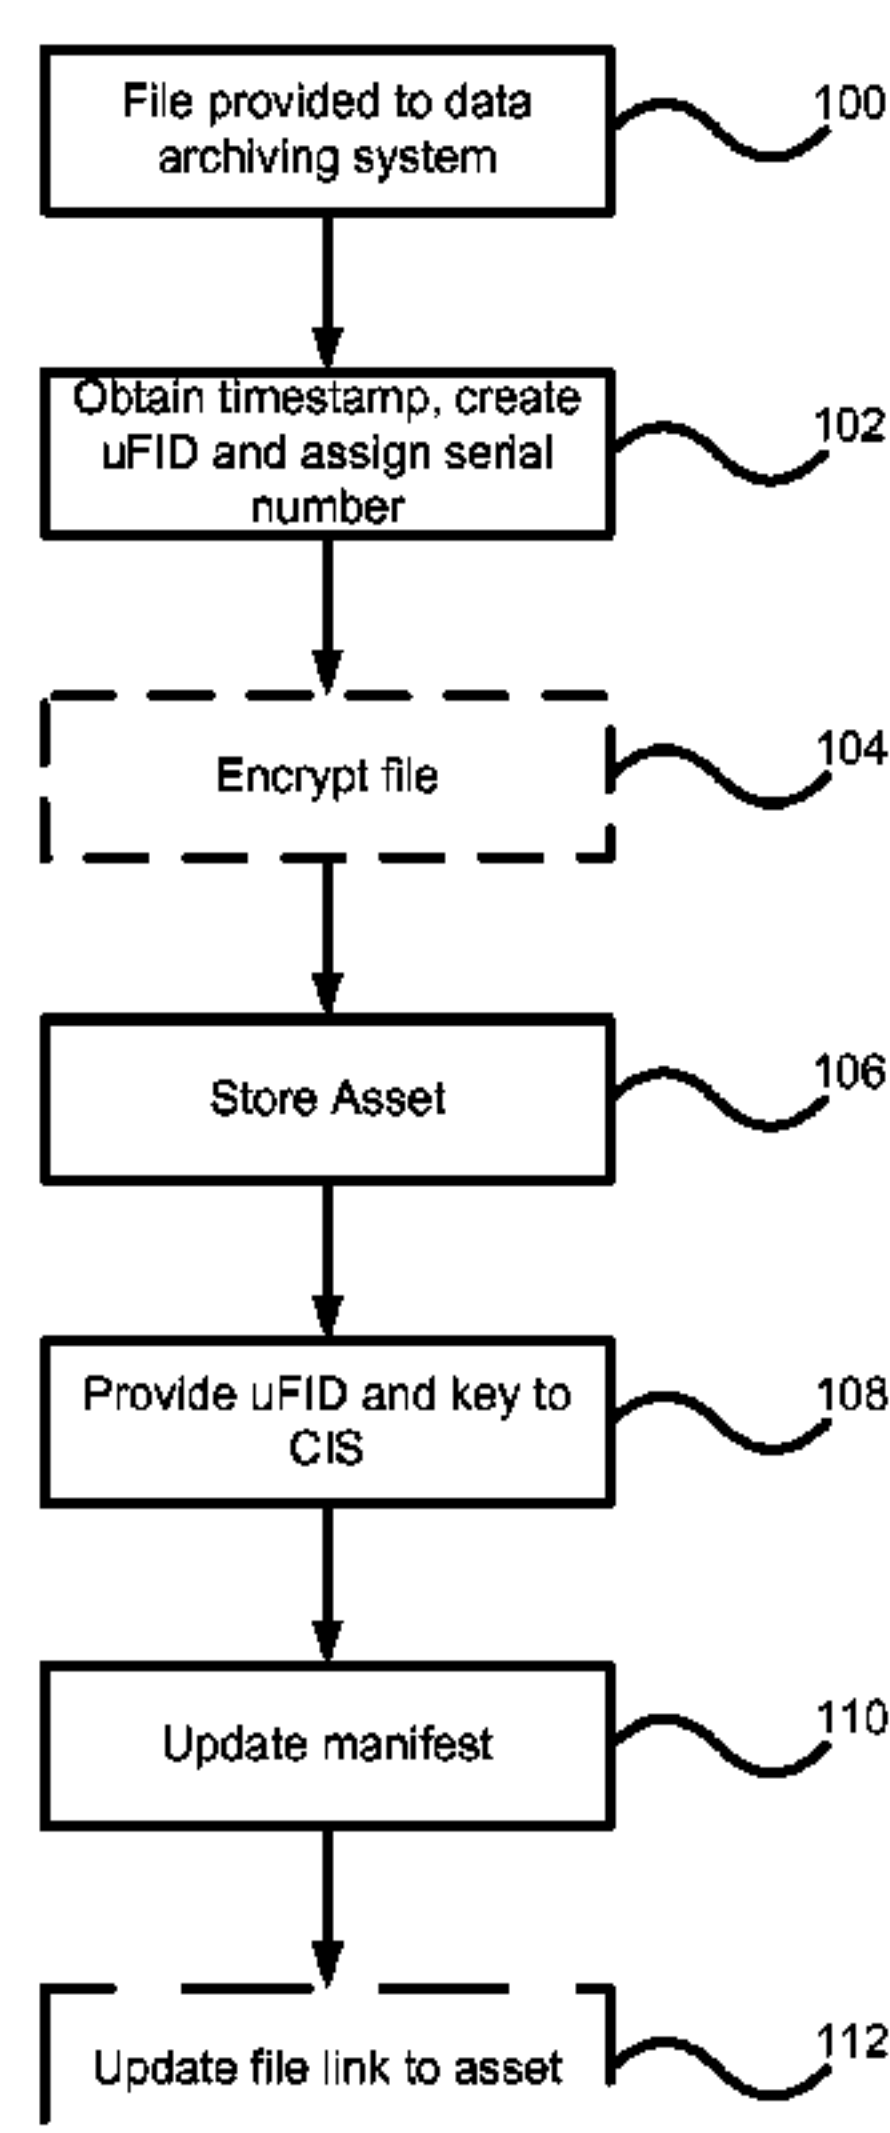 File provided to data
archiving system
100
Obtain timestamp, create
uFID and assign serial
number
102
Encrypt file
104
Store Asset
106
Provide uFID and key to
CIS
108
Update manifest
110
Update file link to asset
112